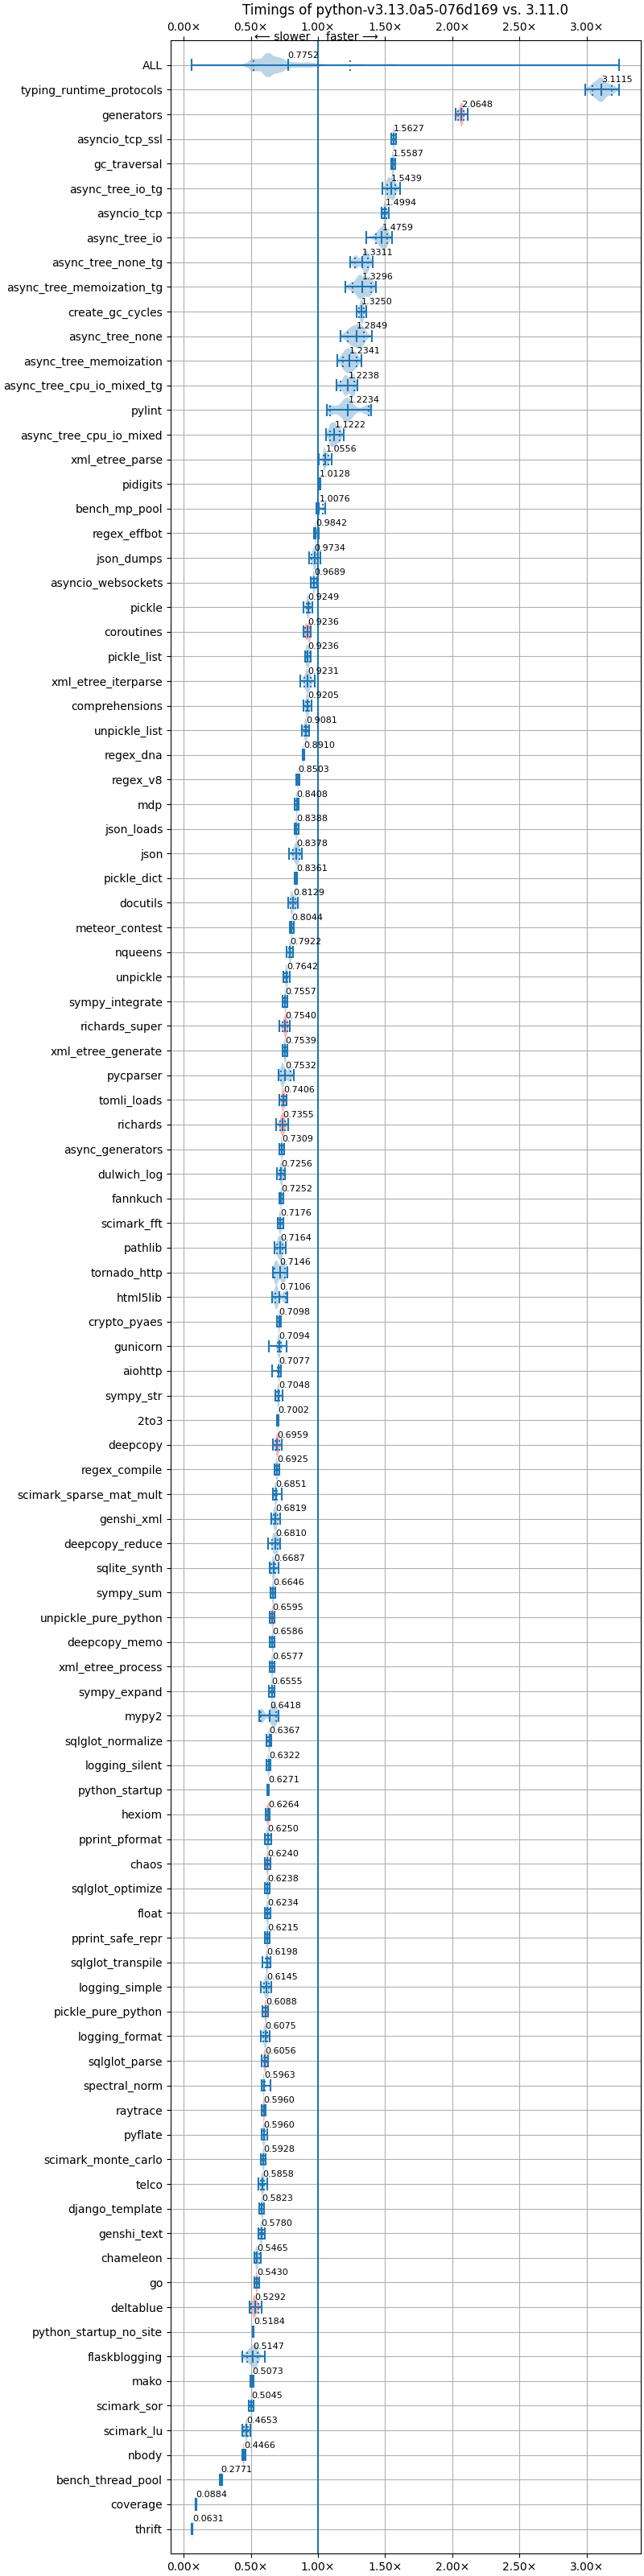 Timings of python-v3.13.0a5-076d169 vs. 3.11.0
0.00× 0.50× 1.00× 1.50× 2.00× 2.50× 3.00×
← slower faster →
ALL 0.7752
typing_runtime_protocols 3.1115
generators 2.0648
asyncio_tcp_ssl 1.5627
gc_traversal 1.5587
async_tree_io_tg 1.5439
asyncio_tcp 1.4994
async_tree_io 1.4759
async_tree_none_tg 1.3311
async_tree_memoization_tg 1.3296
create_gc_cycles 1.3250
async_tree_none 1.2849
async_tree_memoization 1.2341
async_tree_cpu_io_mixed_tg 1.2238
pylint 1.2234
async_tree_cpu_io_mixed 1.1222
xml_etree_parse 1.0556
pidigits 1.0128
bench_mp_pool 1.0076
regex_effbot 0.9842
json_dumps 0.9734
asyncio_websockets 0.9689
pickle 0.9249
coroutines 0.9236
pickle_list 0.9236
xml_etree_iterparse 0.9231
comprehensions 0.9205
unpickle_list 0.9081
regex_dna 0.8910
regex_v8 0.8503
mdp 0.8408
json_loads 0.8388
json 0.8378
pickle_dict 0.8361
docutils 0.8129
meteor_contest 0.8044
nqueens 0.7922
unpickle 0.7642
sympy_integrate 0.7557
richards_super 0.7540
xml_etree_generate 0.7539
pycparser 0.7532
tomli_loads 0.7406
richards 0.7355
async_generators 0.7309
dulwich_log 0.7256
fannkuch 0.7252
scimark_fft 0.7176
pathlib 0.7164
tornado_http 0.7146
html5lib 0.7106
crypto_pyaes 0.7098
gunicorn 0.7094
aiohttp 0.7077
sympy_str 0.7048
2to3 0.7002
deepcopy 0.6959
regex_compile 0.6925
scimark_sparse_mat_mult 0.6851
genshi_xml 0.6819
deepcopy_reduce 0.6810
sqlite_synth 0.6687
sympy_sum 0.6646
unpickle_pure_python 0.6595
deepcopy_memo 0.6586
xml_etree_process 0.6577
sympy_expand 0.6555
mypy2 0.6418
sqlglot_normalize 0.6367
logging_silent 0.6322
python_startup 0.6271
hexiom 0.6264
pprint_pformat 0.6250
chaos 0.6240
sqlglot_optimize 0.6238
float 0.6234
pprint_safe_repr 0.6215
sqlglot_transpile 0.6198
logging_simple 0.6145
pickle_pure_python 0.6088
logging_format 0.6075
sqlglot_parse 0.6056
spectral_norm 0.5963
raytrace 0.5960
pyflate 0.5960
scimark_monte_carlo 0.5928
telco 0.5858
django_template 0.5823
genshi_text 0.5780
chameleon 0.5465
go 0.5430
deltablue 0.5292
python_startup_no_site 0.5184
flaskblogging 0.5147
mako 0.5073
scimark_sor 0.5045
scimark_lu 0.4653
nbody 0.4466
bench_thread_pool 0.2771
coverage 0.0884
thrift 0.0631
0.00× 0.50× 1.00× 1.50× 2.00× 2.50× 3.00×